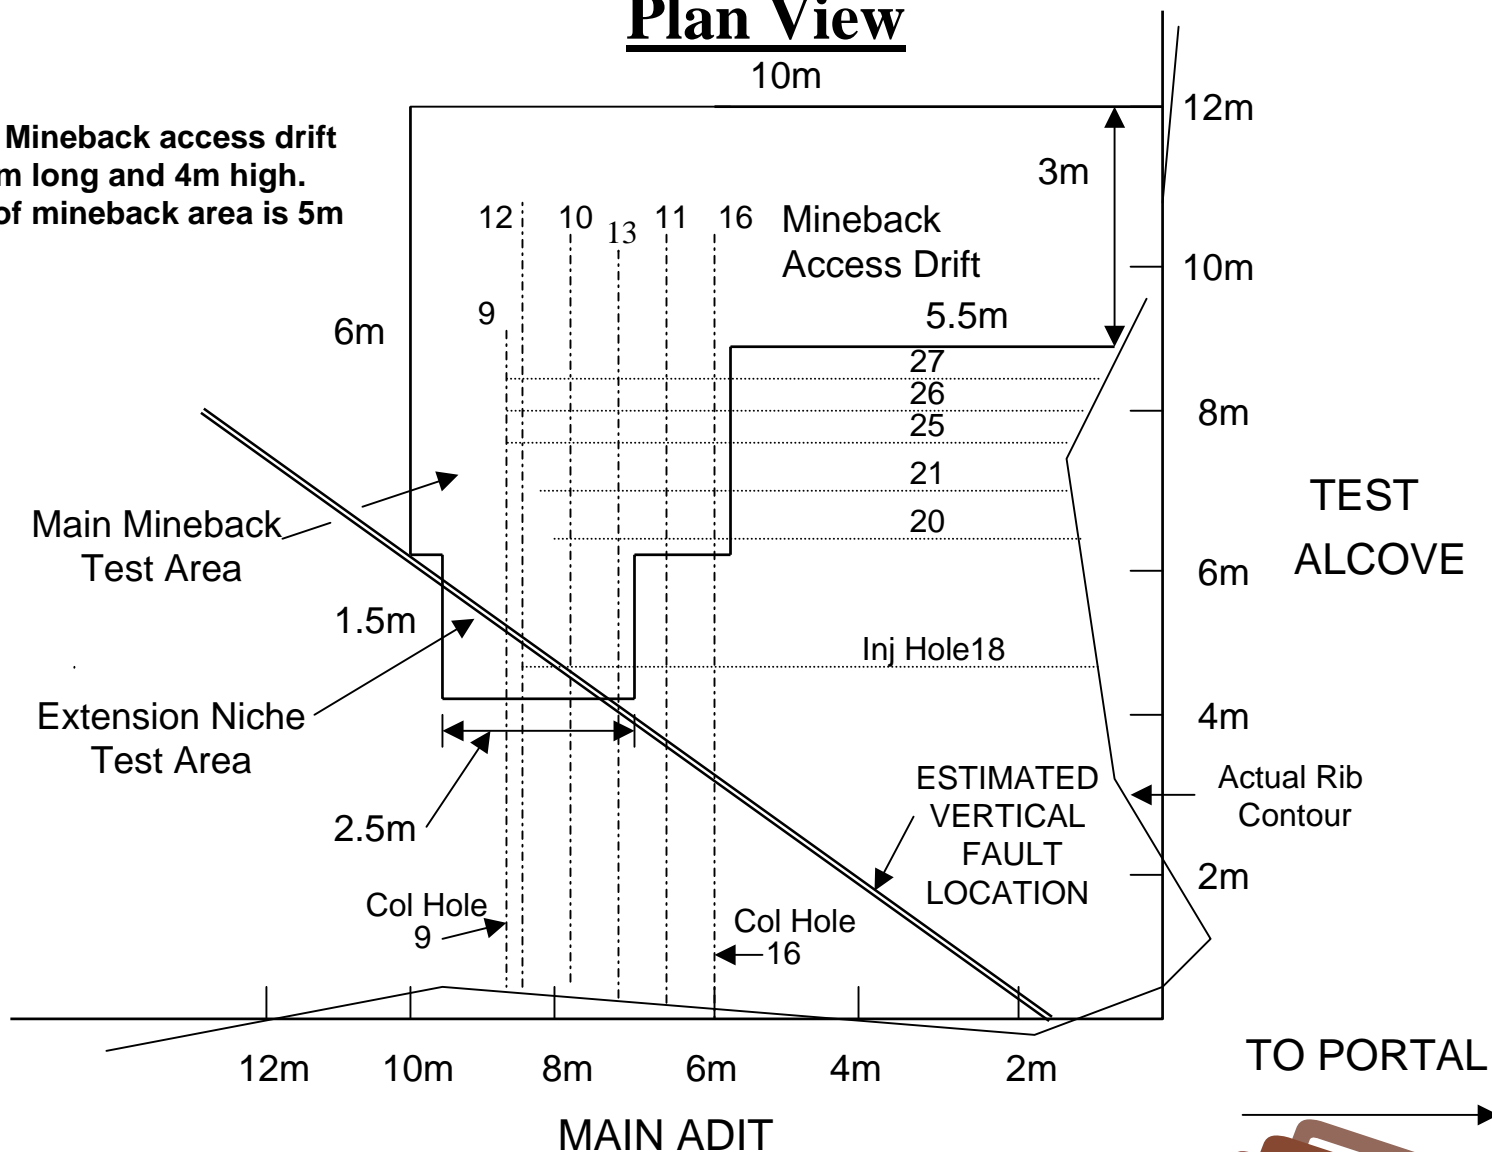 Plan View
10m
12m
Mineback access drift
m long and 4m high.
of mineback area is 5m
3m
12
10
13
11
16
Mineback
Access Drift
10m
9
5.5m
6m
27
26
25
8m
21
20
TEST
ALCOVE
Main Mineback
Test Area
6m
1.5m
Inj Hole18
Extension Niche
Test Area
4m
2.5m
ESTIMATED
VERTICAL
FAULT
LOCATION
Actual Rib
Contour
2m
Col Hole
9
Col Hole
16
12m
10m
8m
6m
4m
2m
TO PORTAL
MAIN ADIT